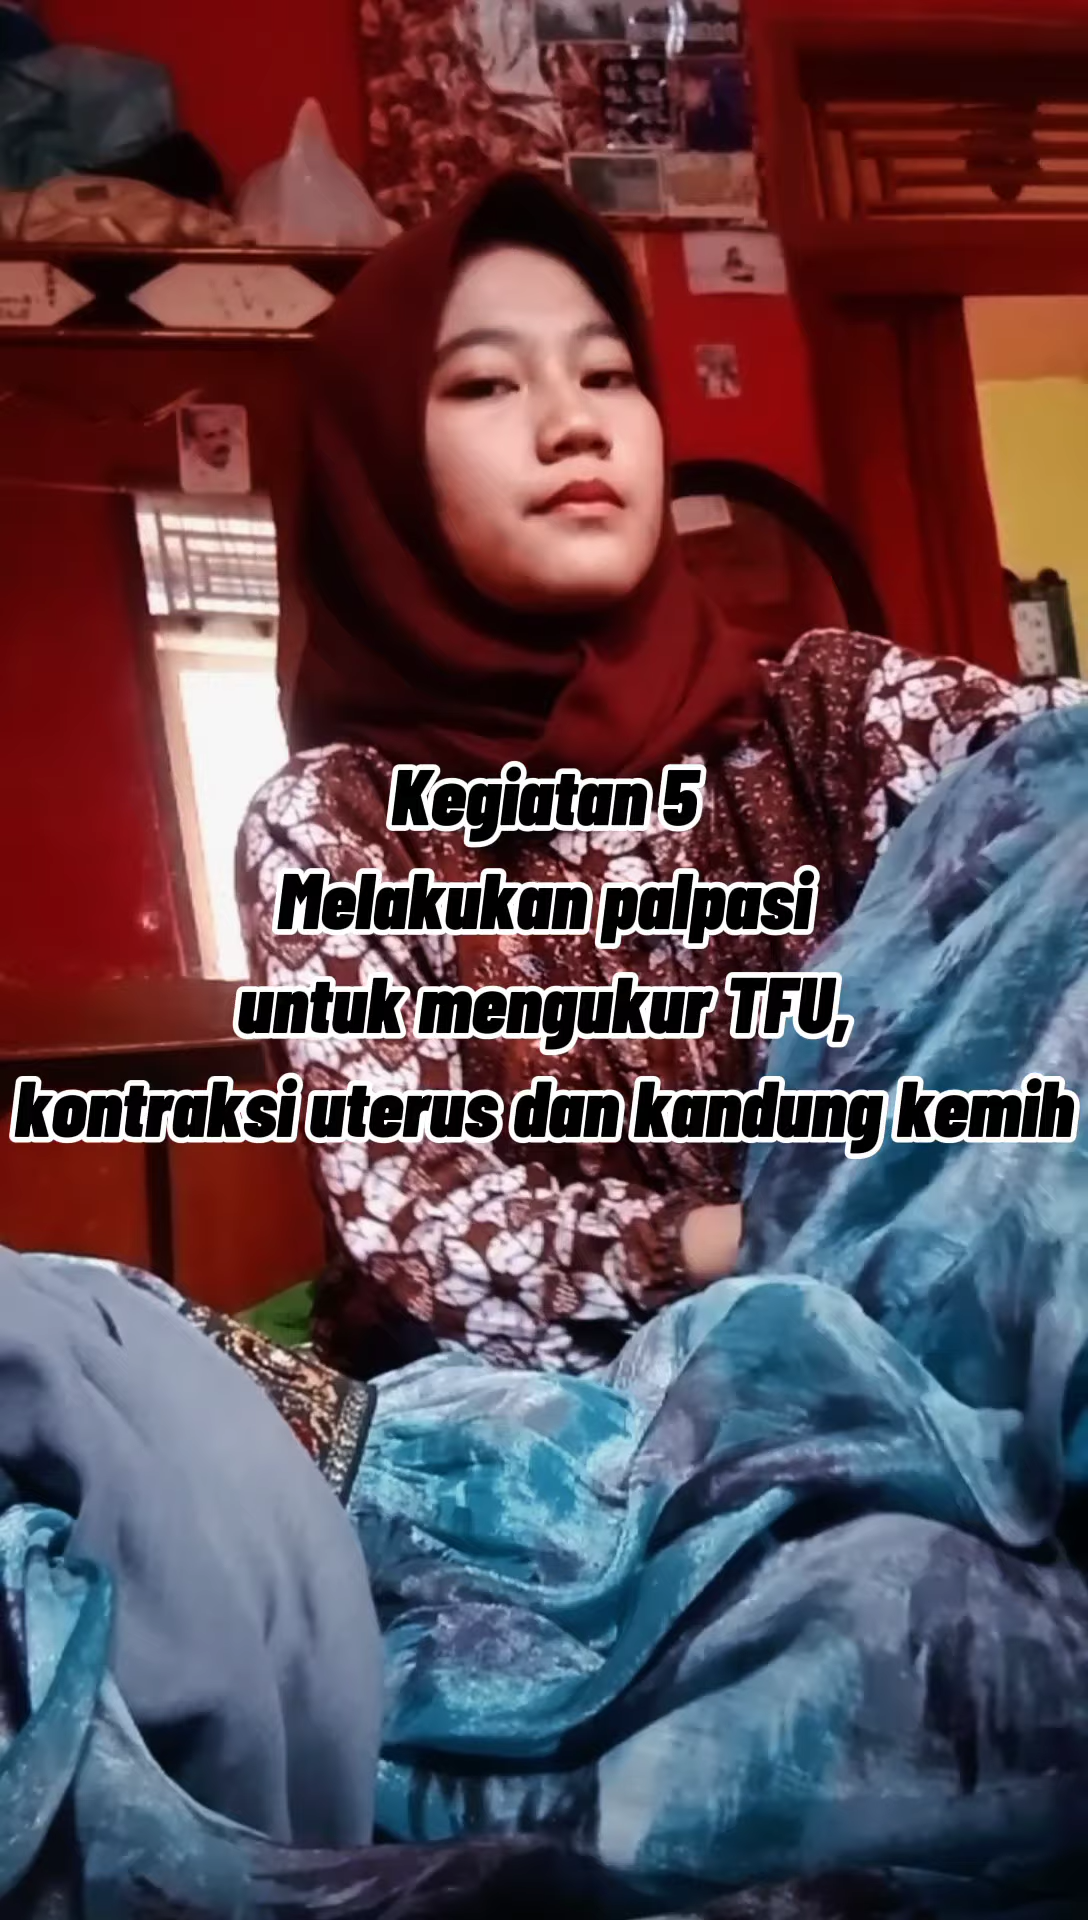 Kegiatan 5
Melakukan palpasi
untuk mengukur TFU,
kontraksi uterus dan kandung kemih